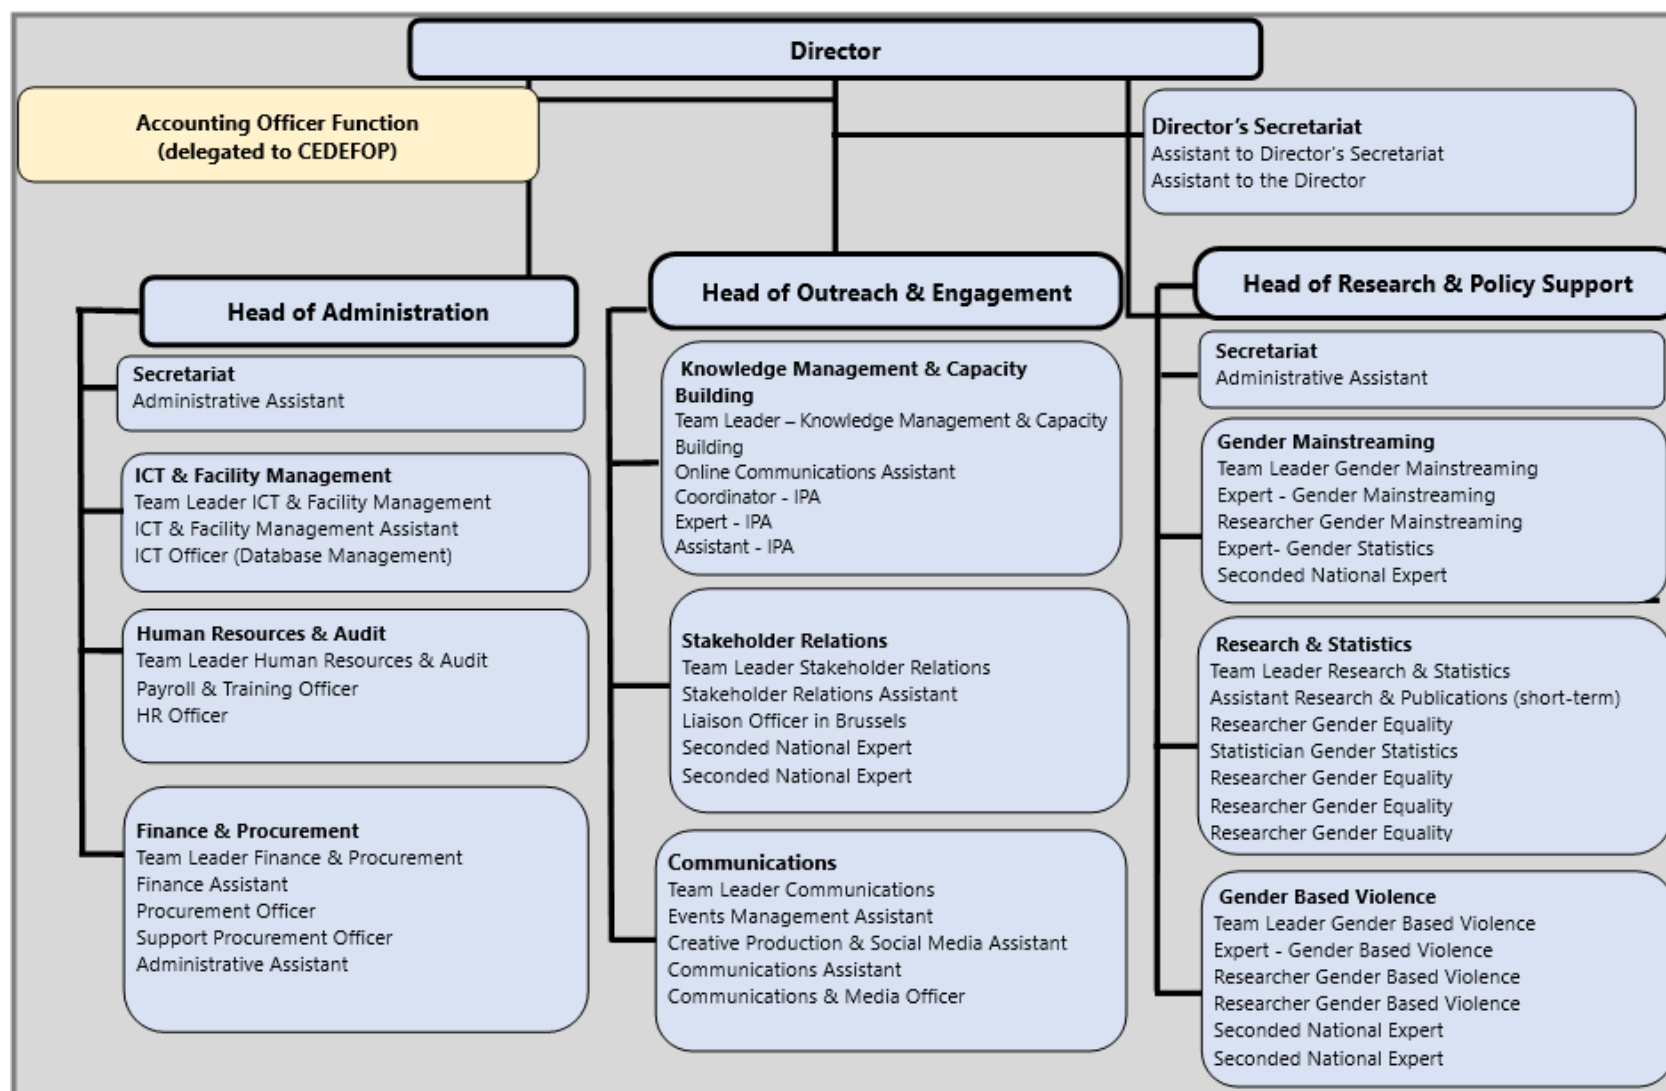 Director
Accounting Officer Function
(delegated to CEDEFOP)
Director’s Secretariat
Assistant to Director’s Secretariat
Assistant to the Director
Head of Administration
Secretariat
Administrative Assistant
ICT & Facility Management
Team Leader ICT & Facility Management
ICT & Facility Management Assistant
ICT Officer (Database Management)
Human Resources & Audit
Team Leader Human Resources & Audit
Payroll & Training Officer
HR Officer
Finance & Procurement
Team Leader Finance & Procurement
Finance Assistant
Procurement Officer
Support Procurement Officer
Administrative Assistant
Head of Outreach & Engagement
Knowledge Management & Capacity
Building
Team Leader – Knowledge Management & Capacity
Building
Online Communications Assistant
Coordinator - IPA
Expert - IPA
Assistant - IPA
Stakeholder Relations
Team Leader Stakeholder Relations
Stakeholder Relations Assistant
Liaison Officer in Brussels
Seconded National Expert
Seconded National Expert
Communications
Team Leader Communications
Events Management Assistant
Creative Production & Social Media Assistant
Communications Assistant
Communications & Media Officer
Head of Research & Policy Support
Secretariat
Administrative Assistant
Gender Mainstreaming
Team Leader Gender Mainstreaming
Expert - Gender Mainstreaming
Researcher Gender Mainstreaming
Expert- Gender Statistics
Seconded National Expert
Research & Statistics
Team Leader Research & Statistics
Assistant Research & Publications (short-term)
Researcher Gender Equality
Statistician Gender Statistics
Researcher Gender Equality
Researcher Gender Equality
Researcher Gender Equality
Gender Based Violence
Team Leader Gender Based Violence
Expert - Gender Based Violence
Researcher Gender Based Violence
Researcher Gender Based Violence
Seconded National Expert
Seconded National Expert